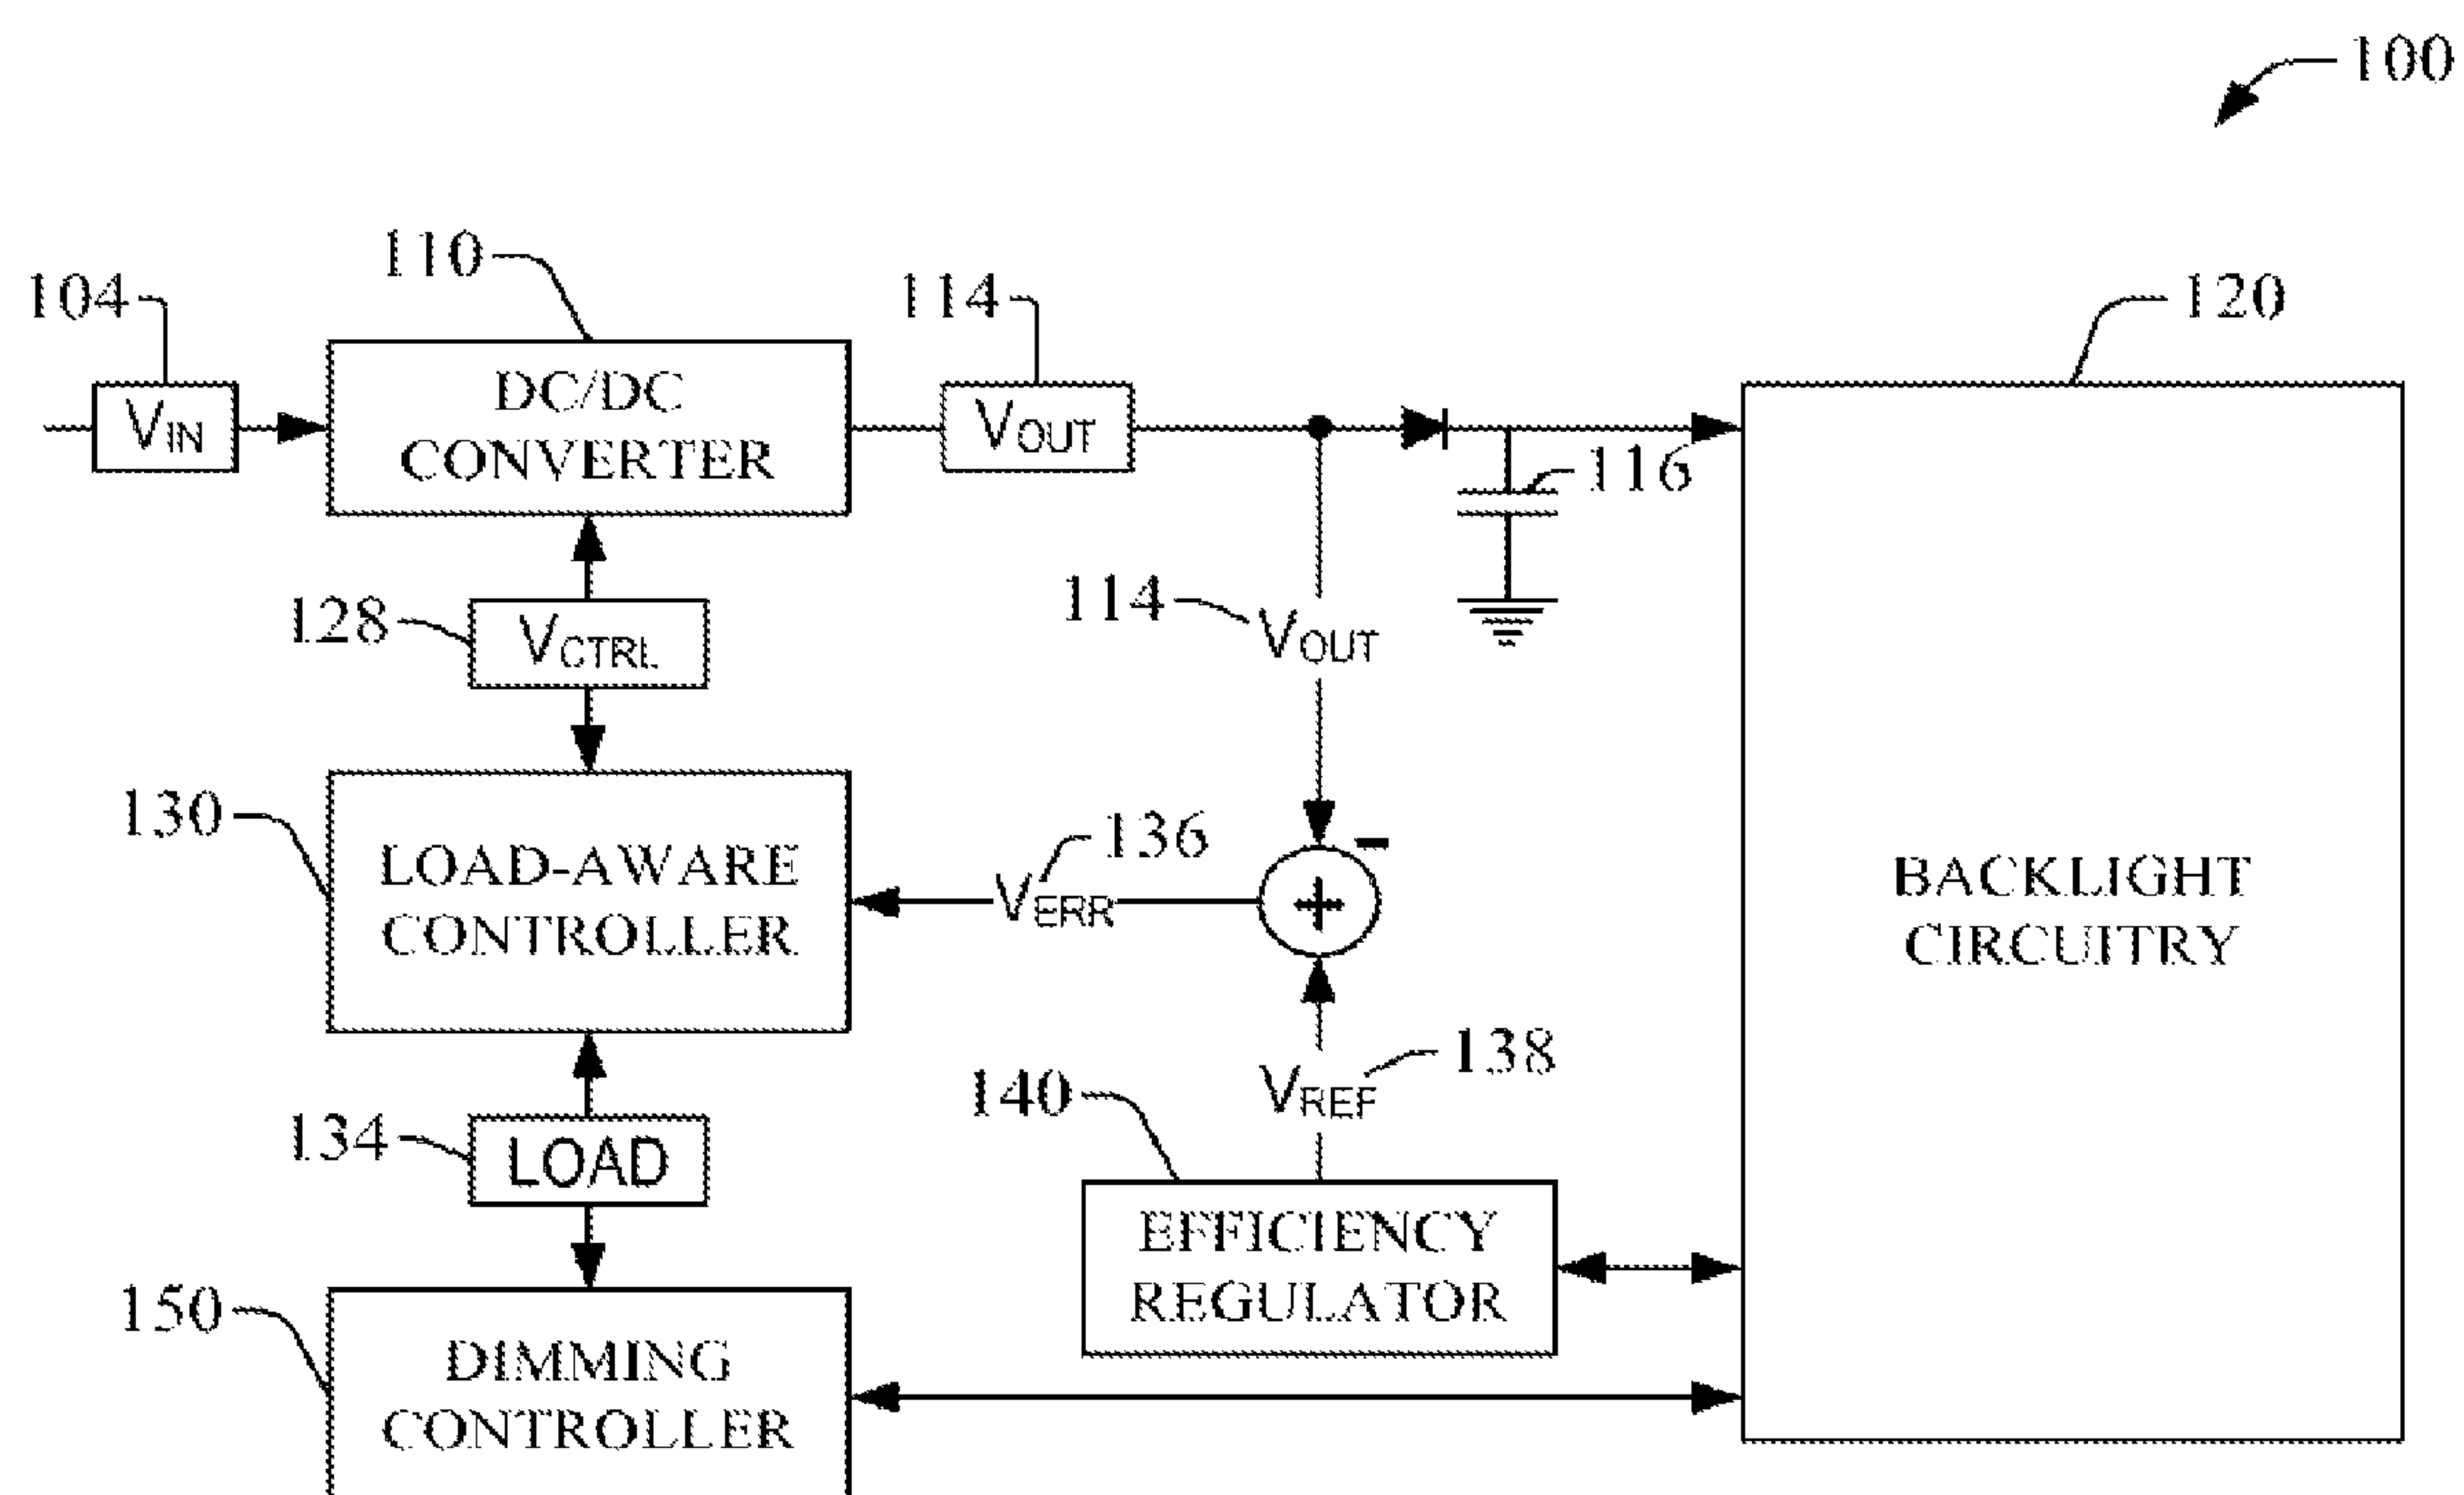 100
110
104
114
120
DC/DC
CONVERTER
VIN
VOUT
116
128
VCTRL
114
VOUT
130
LOAD-AWARE
CONTROLLER
136
VERR
-
+
BACKLIGHT
CIRCUITRY
138
VREF
134
LOAD
140
EFFICIENCY
REGULATOR
150
DIMMING
CONTROLLER